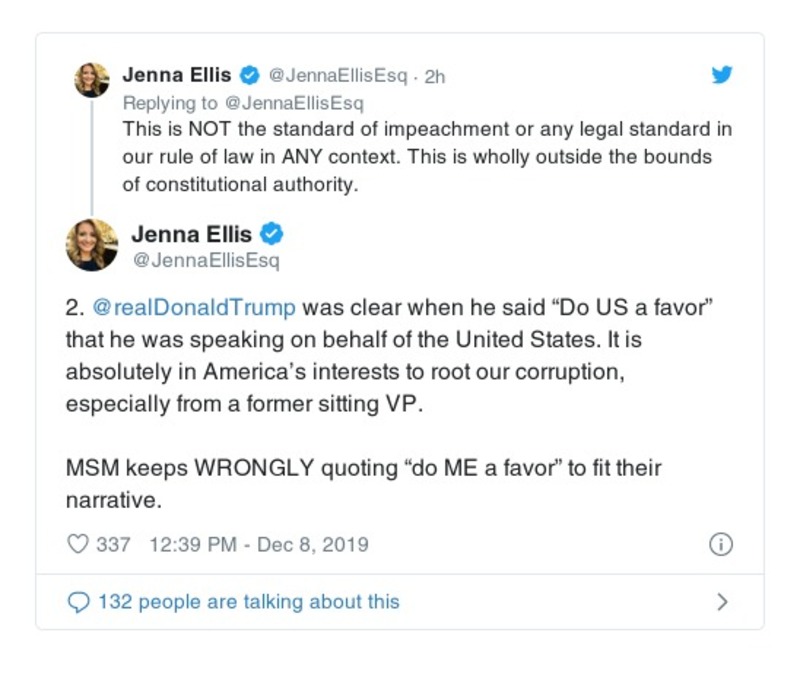 Jenna Ellis @JennaEllisEsq · 2h
Replying to @JennaEllisEsq
This is NOT the standard of impeachment or any legal standard in
our rule of law in ANY context. This is wholly outside the bounds
of constitutional authority.
Jenna Ellis
@JennaEllisEsq
2. @realDonaldTrump was clear when he said “Do US a favor”
that he was speaking on behalf of the United States. It is
absolutely in America’s interests to root our corruption,
especially from a former sitting VP.
MSM keeps WRONGLY quoting “do ME a favor” to fit their
narrative.
337 12:39 PM - Dec 8, 2019
132 people are talking about this